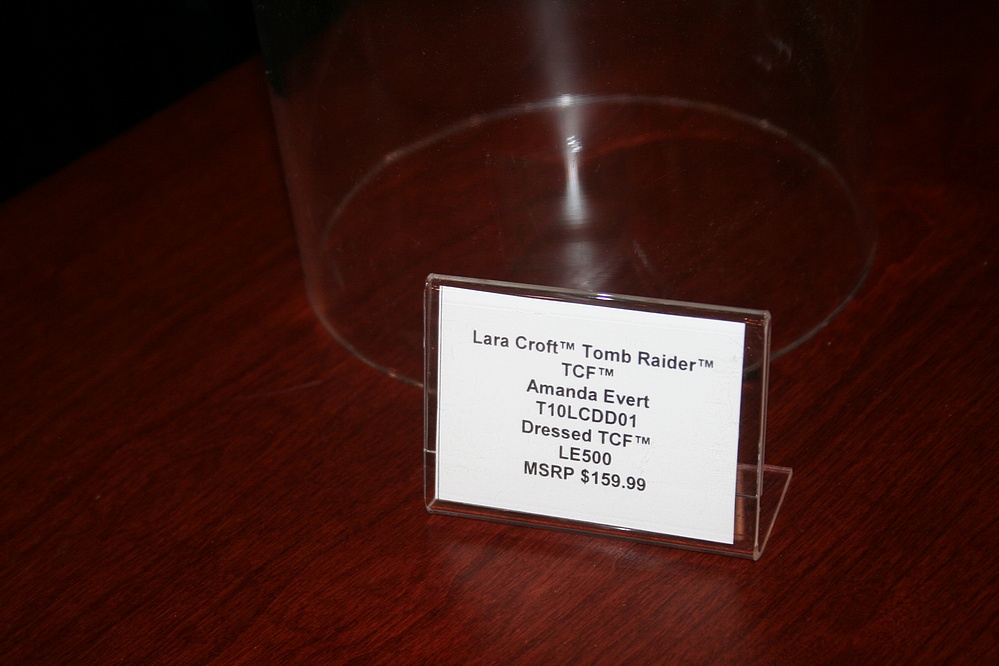 Lara Croft™ Tomb Raider™
TCF™
Amanda Evert
T10LCDD01
Dressed TCF™
LE500
MSRP $159.99